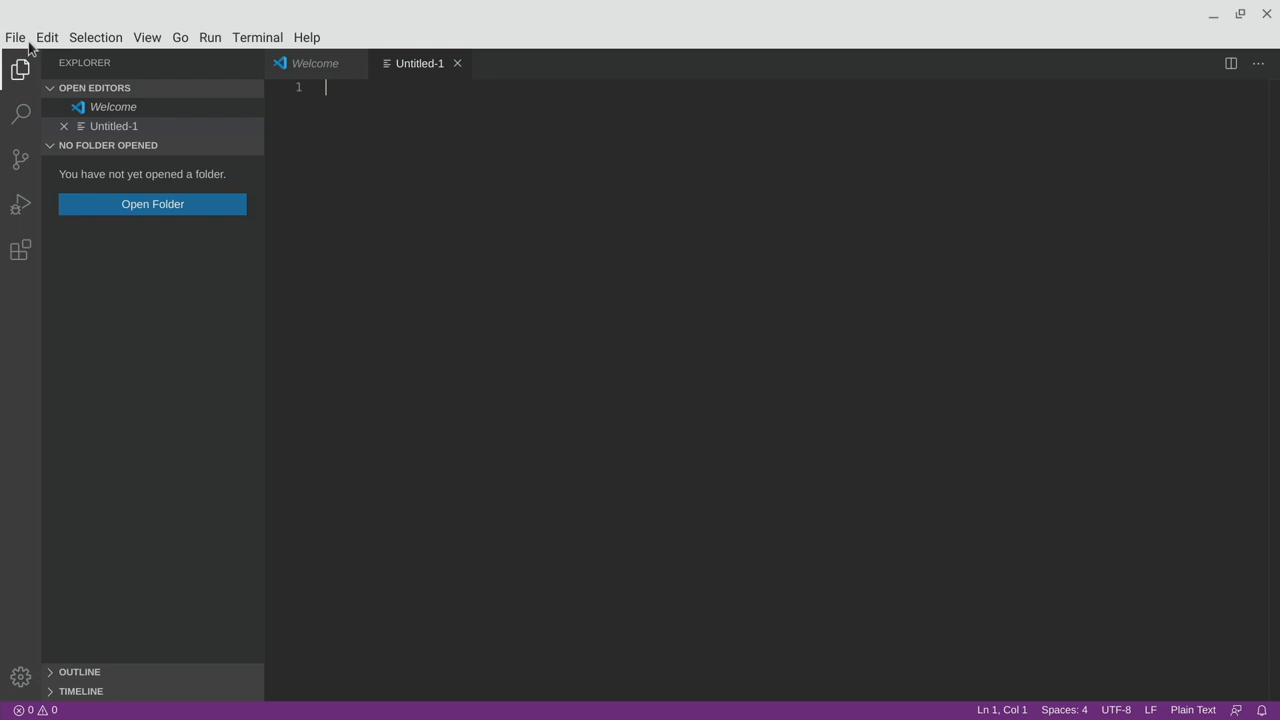 File Edit Selection View Go Run Terminal Help
EXPLORER
OPEN EDITORS
Welcome
Untitled-1
NO FOLDER OPENED
You have not yet opened a folder.
Open Folder
OUTLINE
TIMELINE
Welcome Untitled-1
1
0 0 Ln 1, Col 1 Spaces: 4 UTF-8 LF Plain Text